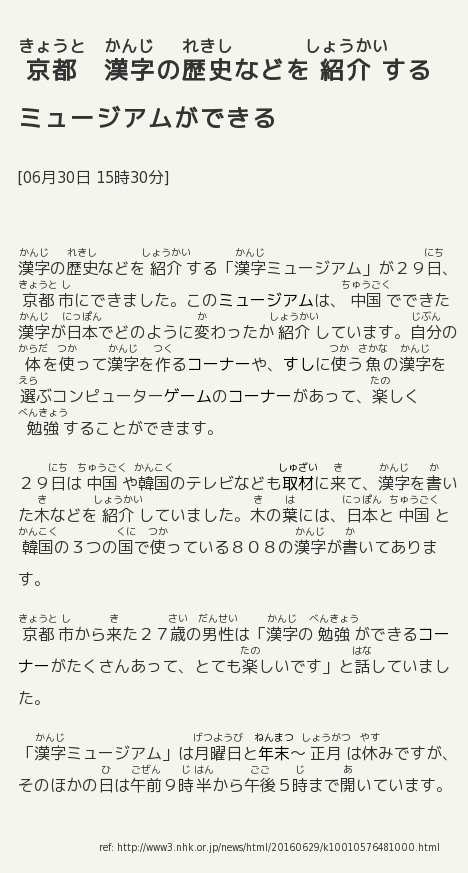 京都　漢字の歴史などを紹介する
ミュージアムができる
[06月30日 15時30分]
漢字の歴史などを紹介する「漢字ミュージアム」が２９日、
京都市にできました。このミュージアムは、中国でできた
漢字が日本でどのように変わったか紹介しています。自分の
体を使って漢字を作るコーナーや、すしに使う魚の漢字を
選ぶコンピューターゲームのコーナーがあって、楽しく
勉強することができます。
２９日は中国や韓国のテレビなども取材に来て、漢字を書い
た木などを紹介していました。木の葉には、日本と中国と
韓国の３つの国で使っている８０８の漢字が書いてありま
す。
京都市から来た２７歳の男性は「漢字の勉強ができるコー
ナーがたくさんあって、とても楽しいです」と話していまし
た。
「漢字ミュージアム」は月曜日と年末～正月は休みですが、
そのほかの日は午前９時半から午後５時まで開いています。
ref: http://www3.nhk.or.jp/news/html/20160629/k10010576481000.html